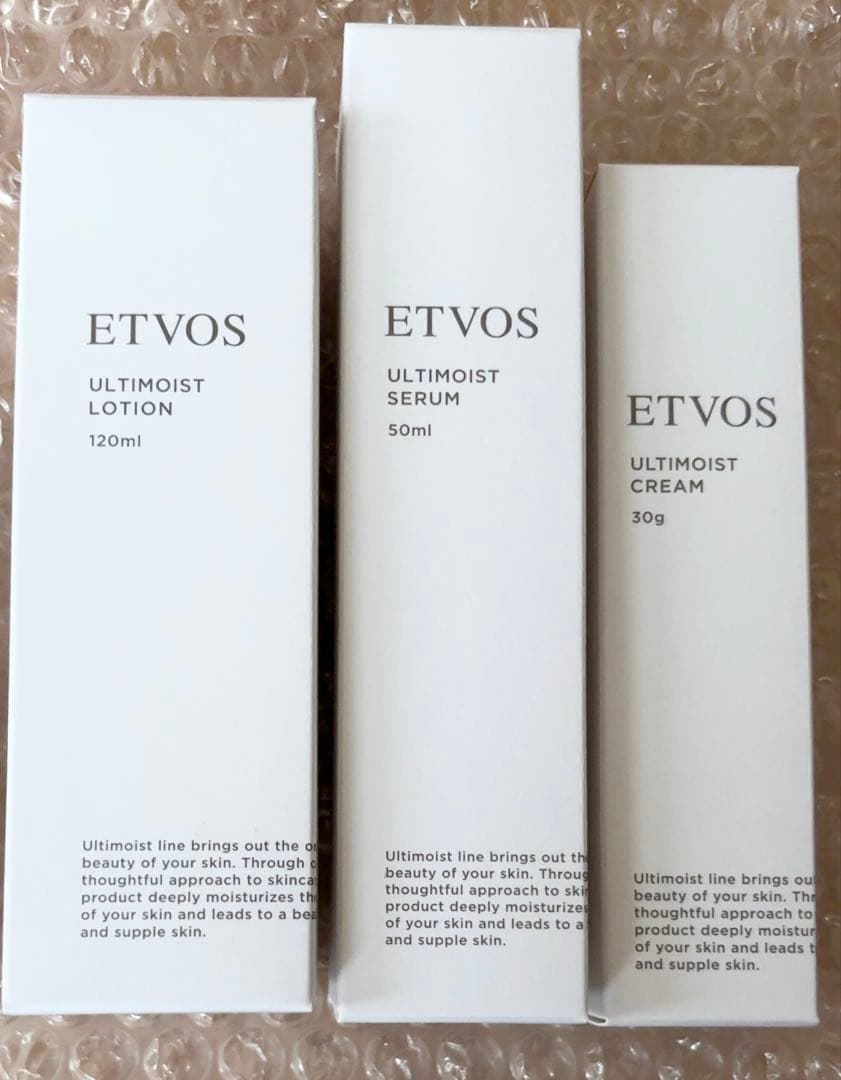 ETVOS
ULTIMOIST
LOTION
120ml
Ultimoist line brings out the
beauty of your skin. Through
thoughtful approach to
product deeply moisturizes
of your skin and leads to a
and supple skin.
ETVOS
ULTIMOIST
SERUM
50ml
Ultimoist line brings out
beauty of your skin.
thoughtful approach to
product deeply moisturizes
of your skin and leads to a
and supple skin.
ETVOS
ULTIMOIST
CREAM
30g
Ultimoist line brings
beauty of your skin.
thoughtful approach to
product deeply
of your skin and leads
and supple skin.